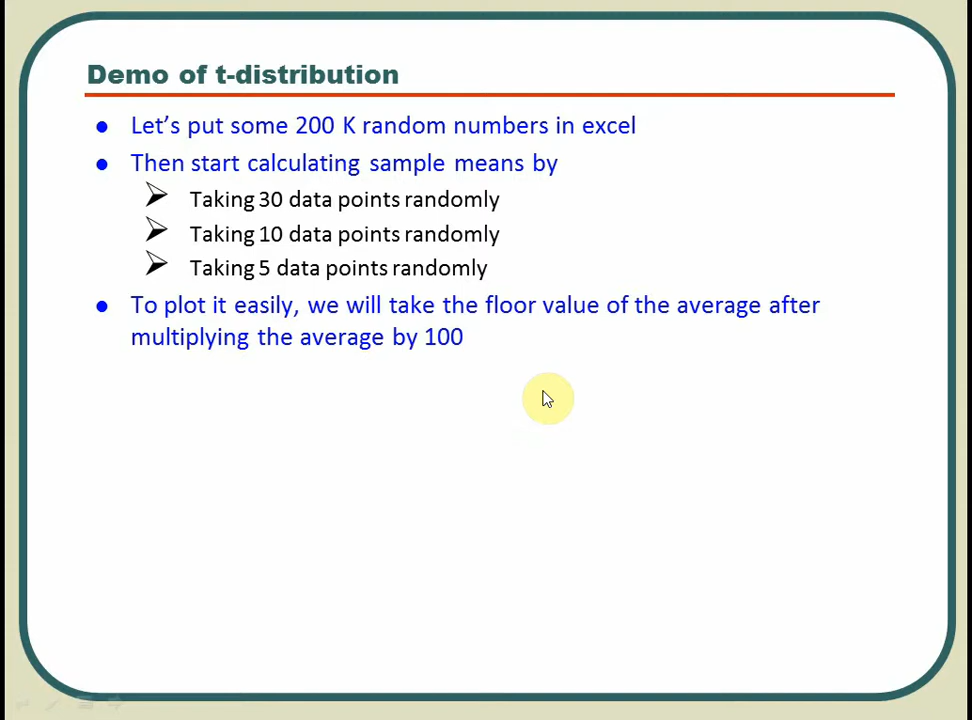 Demo of t-distribution
Let's put some 200 K random numbers in excel
Then start calculating sample means by
Taking 30 data points randomly
Taking 10 data points randomly
Taking 5 data points randomly
To plot it easily, we will take the floor value of the average after
multiplying the average by 100